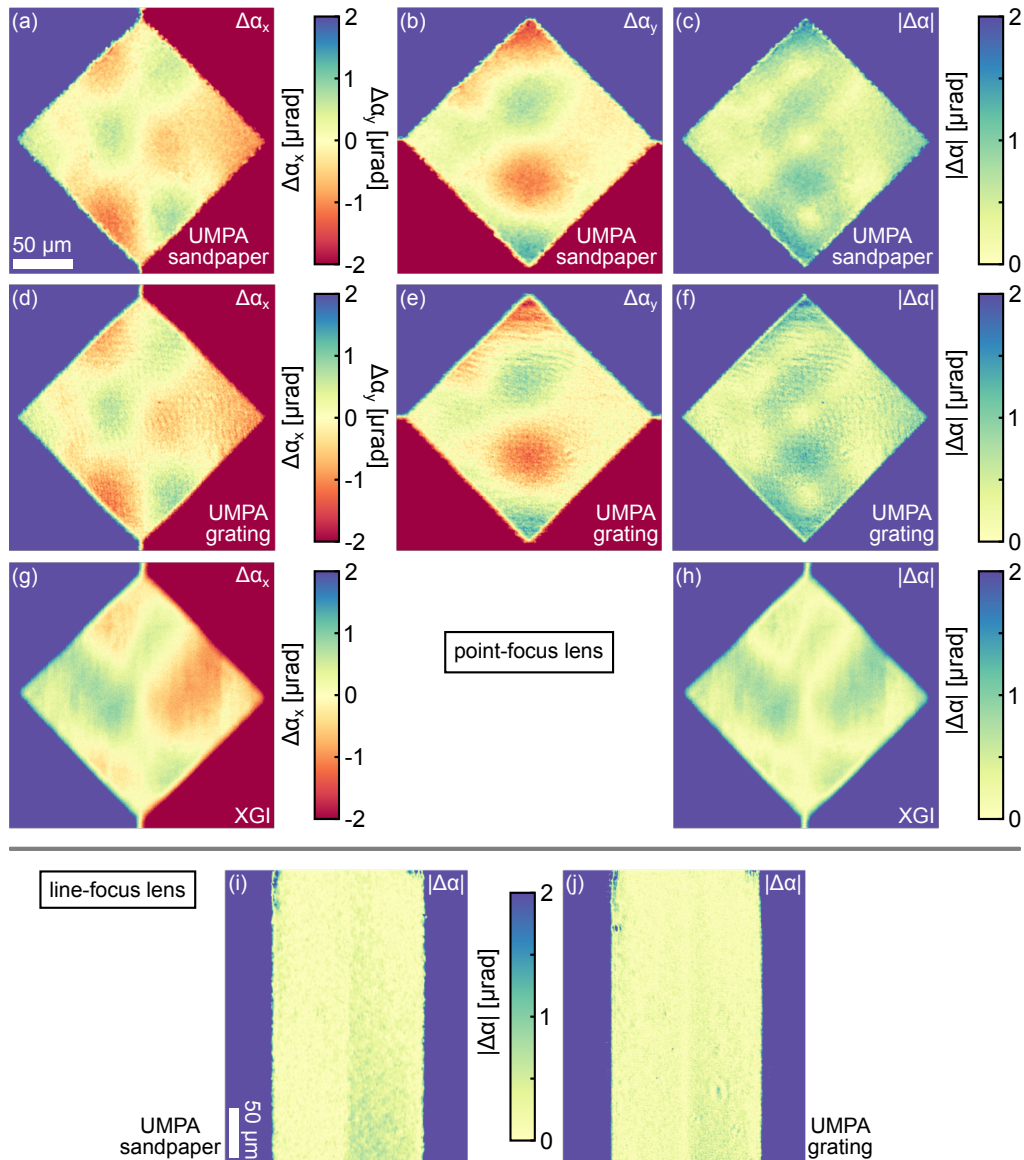 (a)
Δαₓ
50 µm
UMPA
sandpaper
2
1
0
-1
-2
Δαₓ [µrad]
(b)
Δαᵧ
UMPA
sandpaper
Δαᵧ [µrad]
(c)
|Δα|
UMPA
sandpaper
2
1
0
|Δα| [µrad]
(d)
Δαₓ
UMPA
grating
2
1
0
-1
-2
Δαₓ [µrad]
(e)
Δαᵧ
UMPA
grating
Δαᵧ [µrad]
(f)
|Δα|
UMPA
grating
2
1
0
|Δα| [µrad]
(g)
Δαₓ
XGI
2
1
0
-1
-2
Δαₓ [µrad]
point-focus lens
(h)
|Δα|
XGI
2
1
0
|Δα| [µrad]
line-focus lens
(i)
|Δα|
50 µm
UMPA
sandpaper
2
1
0
|Δα| [µrad]
(j)
|Δα|
UMPA
grating